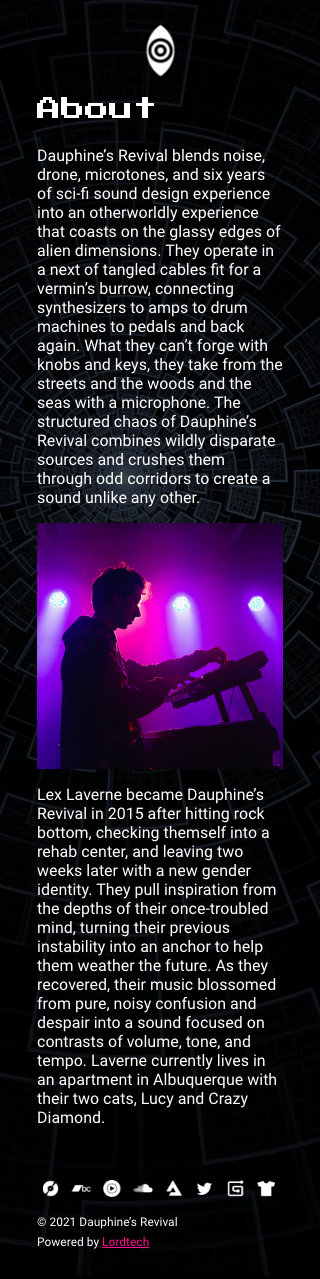 About
Dauphine’s Revival blends noise,
drone, microtones, and six years
of sci-fi sound design experience
into an otherworldly experience
that coasts on the glassy edges of
alien dimensions. They operate in
a next of tangled cables fit for a
vermin’s burrow, connecting
synthesizers to amps to drum
machines to pedals and back
again. What they can’t forge with
knobs and keys, they take from the
streets and the woods and the
seas with a microphone. The
structured chaos of Dauphine’s
Revival combines wildly disparate
sources and crushes them
through odd corridors to create a
sound unlike any other.
Lex Laverne became Dauphine’s
Revival in 2015 after hitting rock
bottom, checking themself into a
rehab center, and leaving two
weeks later with a new gender
identity. They pull inspiration from
the depths of their once-troubled
mind, turning their previous
instability into an anchor to help
them weather the future. As they
recovered, their music blossomed
from pure, noisy confusion and
despair into a sound focused on
contrasts of volume, tone, and
tempo. Laverne currently lives in
an apartment in Albuquerque with
their two cats, Lucy and Crazy
Diamond.
bc
© 2021 Dauphine’s Revival
Powered by Lordtech